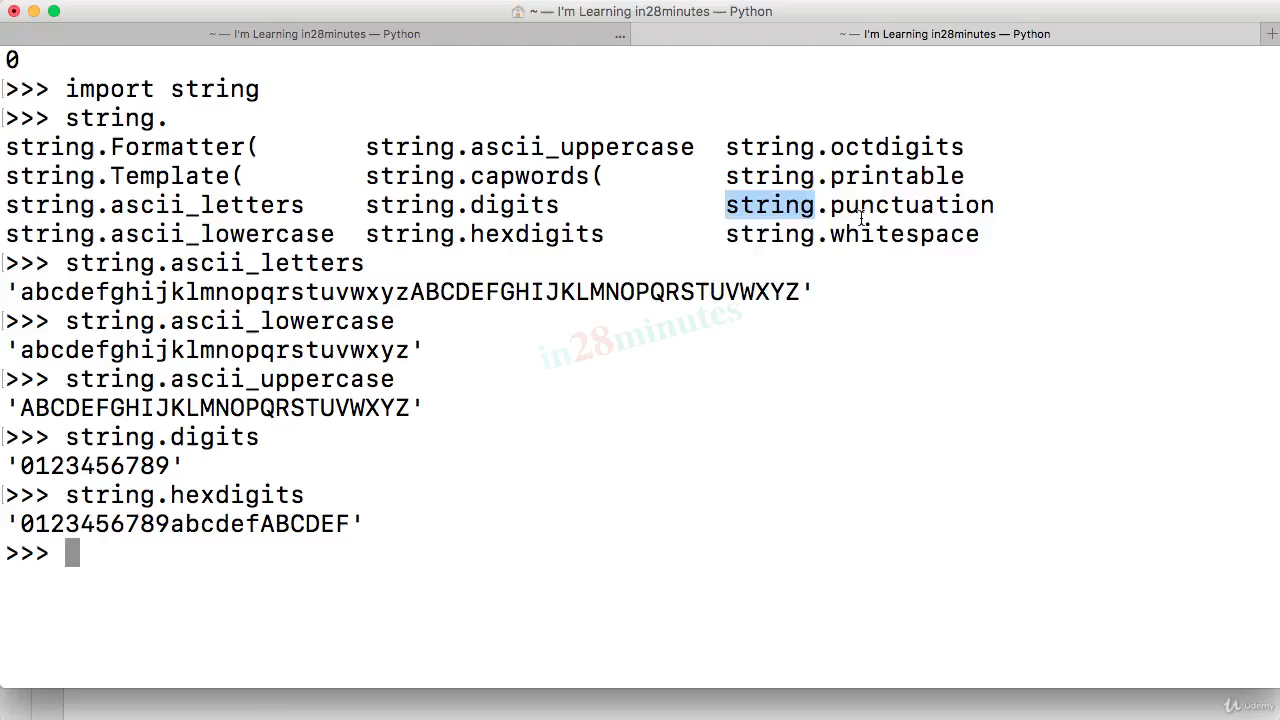 ~ — I'm Learning in28minutes — Python
~ — I'm Learning in28minutes — Python ... ~ — I'm Learning in28minutes — Python +
0
>>> import string
>>> string.
string.Formatter( string.ascii_uppercase string.octdigits
string.Template( string.capwords( string.printable
string.ascii_letters string.digits string.punctuation
string.ascii_lowercase string.hexdigits string.whitespace
>>> string.ascii_letters
'abcdefghijklmnopqrstuvwxyzABCDEFGHIJKLMNOPQRSTUVWXYZ'
>>> string.ascii_lowercase
'abcdefghijklmnopqrstuvwxyz'
>>> string.ascii_uppercase
'ABCDEFGHIJKLMNOPQRSTUVWXYZ'
>>> string.digits
'0123456789'
>>> string.hexdigits
'0123456789abcdefABCDEF'
>>>
in28minutes
Udemy